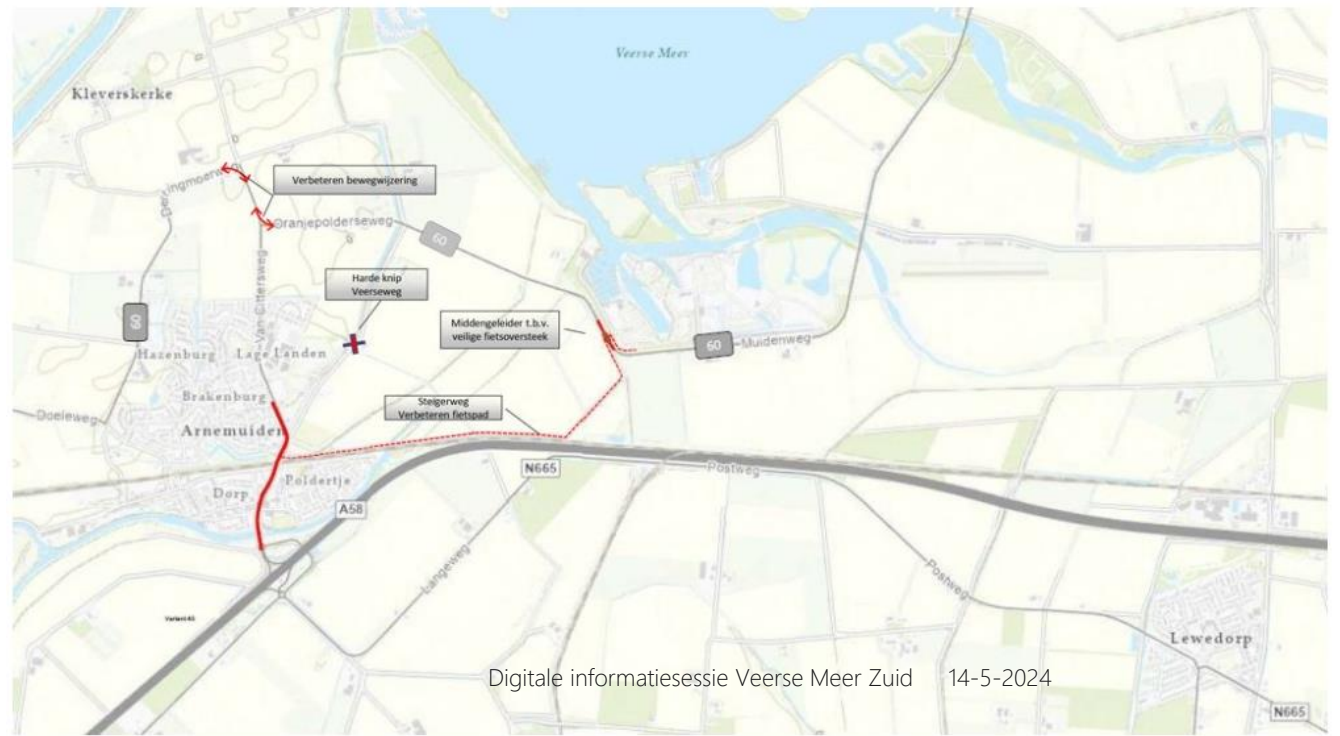 Veerse Meer
Kleverskerke
Verbeteren bewegwijzering
Oranjepolderseweg
60
Harde knip
Veerseweg
Van Cittersweg
60
Middengeleider t.b.v.
veilige fietsoversteek
60
Muidenweg
Hazenburg
Lage Landen
Brakenburg
Doeleweg
Steigerweg
Verbeteren fietspad
Arnemuiden
N665
Postweg
Dorp
Poldertje
A58
Langeweg
Postweg
Lewedorp
Digitale informatiesessie Veerse Meer Zuid 14-5-2024
N665